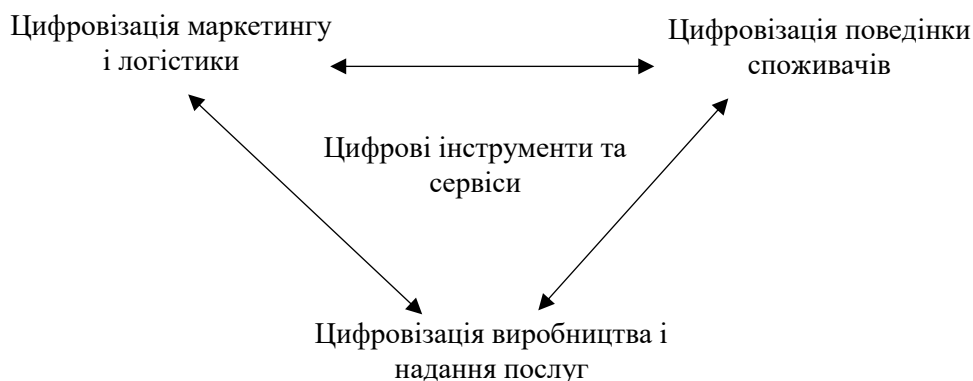 Цифровізація маркетингу
і логістики
Цифровізація поведінки
споживачів
Цифрові інструменти та
сервіси
Цифровізація виробництва і
надання послуг